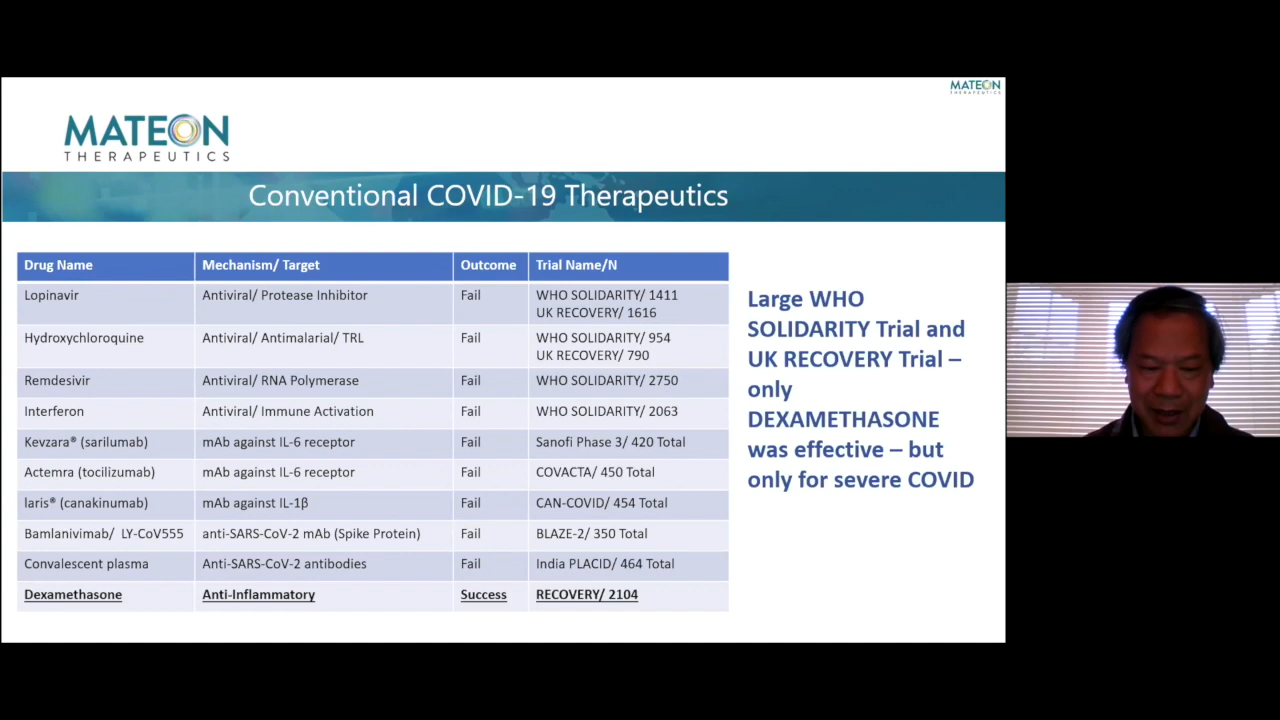 MATEON
THERAPEUTICS
MATEON
THERAPEUTICS
Conventional COVID-19 Therapeutics
Drug Name Mechanism/ Target Outcome Trial Name/N
Lopinavir Antiviral/ Protease Inhibitor Fail WHO SOLIDARITY/ 1411
UK RECOVERY/ 1616
Hydroxychloroquine Antiviral/ Antimalarial/ TRL Fail WHO SOLIDARITY/ 954
UK RECOVERY/ 790
Remdesivir Antiviral/ RNA Polymerase Fail WHO SOLIDARITY/ 2750
Interferon Antiviral/ Immune Activation Fail WHO SOLIDARITY/ 2063
Kevzara® (sarilumab) mAb against IL-6 receptor Fail Sanofi Phase 3/ 420 Total
Actemra (tocilizumab) mAb against IL-6 receptor Fail COVACTA/ 450 Total
Iaris® (canakinumab) mAb against IL-1β Fail CAN-COVID/ 454 Total
Bamlanivimab/ LY-CoV555 anti-SARS-CoV-2 mAb (Spike Protein) Fail BLAZE-2/ 350 Total
Convalescent plasma Anti-SARS-CoV-2 antibodies Fail India PLACID/ 464 Total
Dexamethasone Anti-Inflammatory Success RECOVERY/ 2104
Large WHO
SOLIDARITY Trial and
UK RECOVERY Trial –
only
DEXAMETHASONE
was effective – but
only for severe COVID